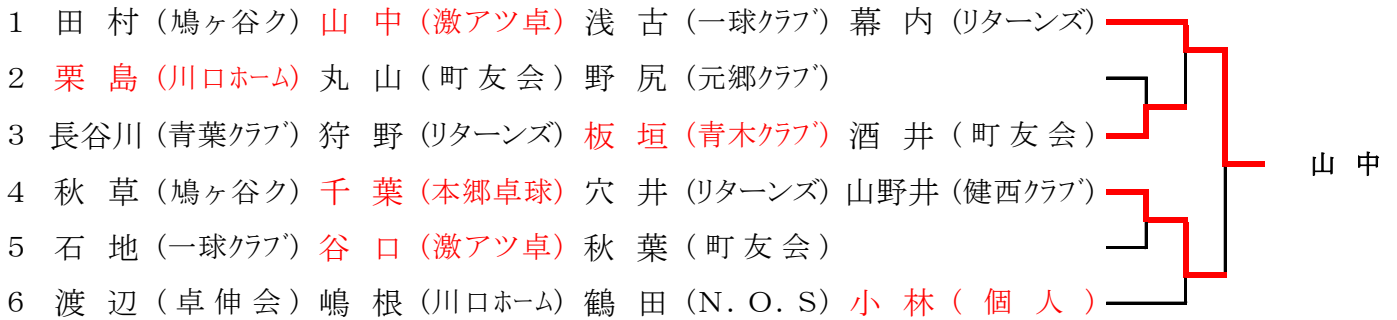 1 田村(鳩ヶ谷ク) 山中(激アツ卓) 浅古(一球クラブ) 幕内(リターンズ)
2 栗島(川口ホーム) 丸山(町友会) 野尻(元郷クラブ)
3 長谷川(青葉クラブ) 狩野(リターンズ) 板垣(青木クラブ) 酒井(町友会)
山中
4 秋草(鳩ヶ谷ク) 千葉(本郷卓球) 穴井(リターンズ) 山野井(健西クラブ)
5 石地(一球クラブ) 谷口(激アツ卓) 秋葉(町友会)
6 渡辺(卓伸会) 嶋根(川口ホーム) 鶴田(N.O.S) 小林(個人)